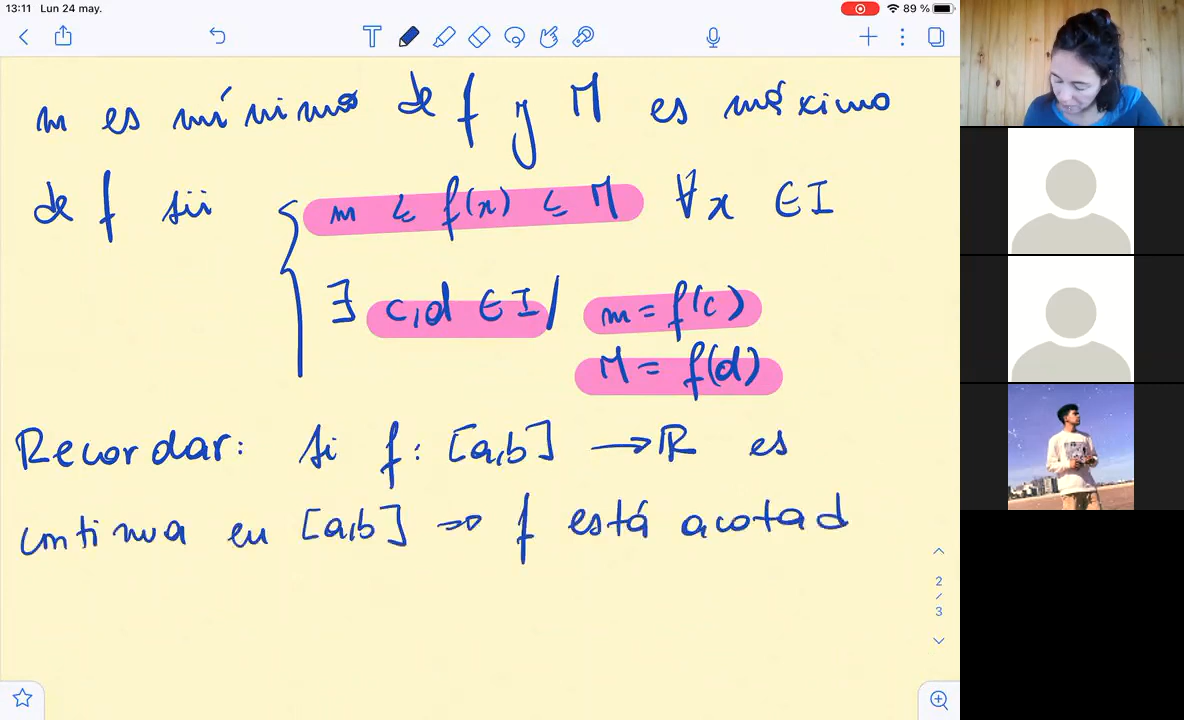 13:11 Lun 24 may.
89 %
m es mínimo de f y M es máximo
de f sii m ≤ f(x) ≤ M ∀x ∈ I
∃ c,d ∈ I / m = f(c)
M = f(d)
Recordar: Si f: [a,b] → ℝ es
continua en [a,b] ⇒ f está acotad
2
/
3